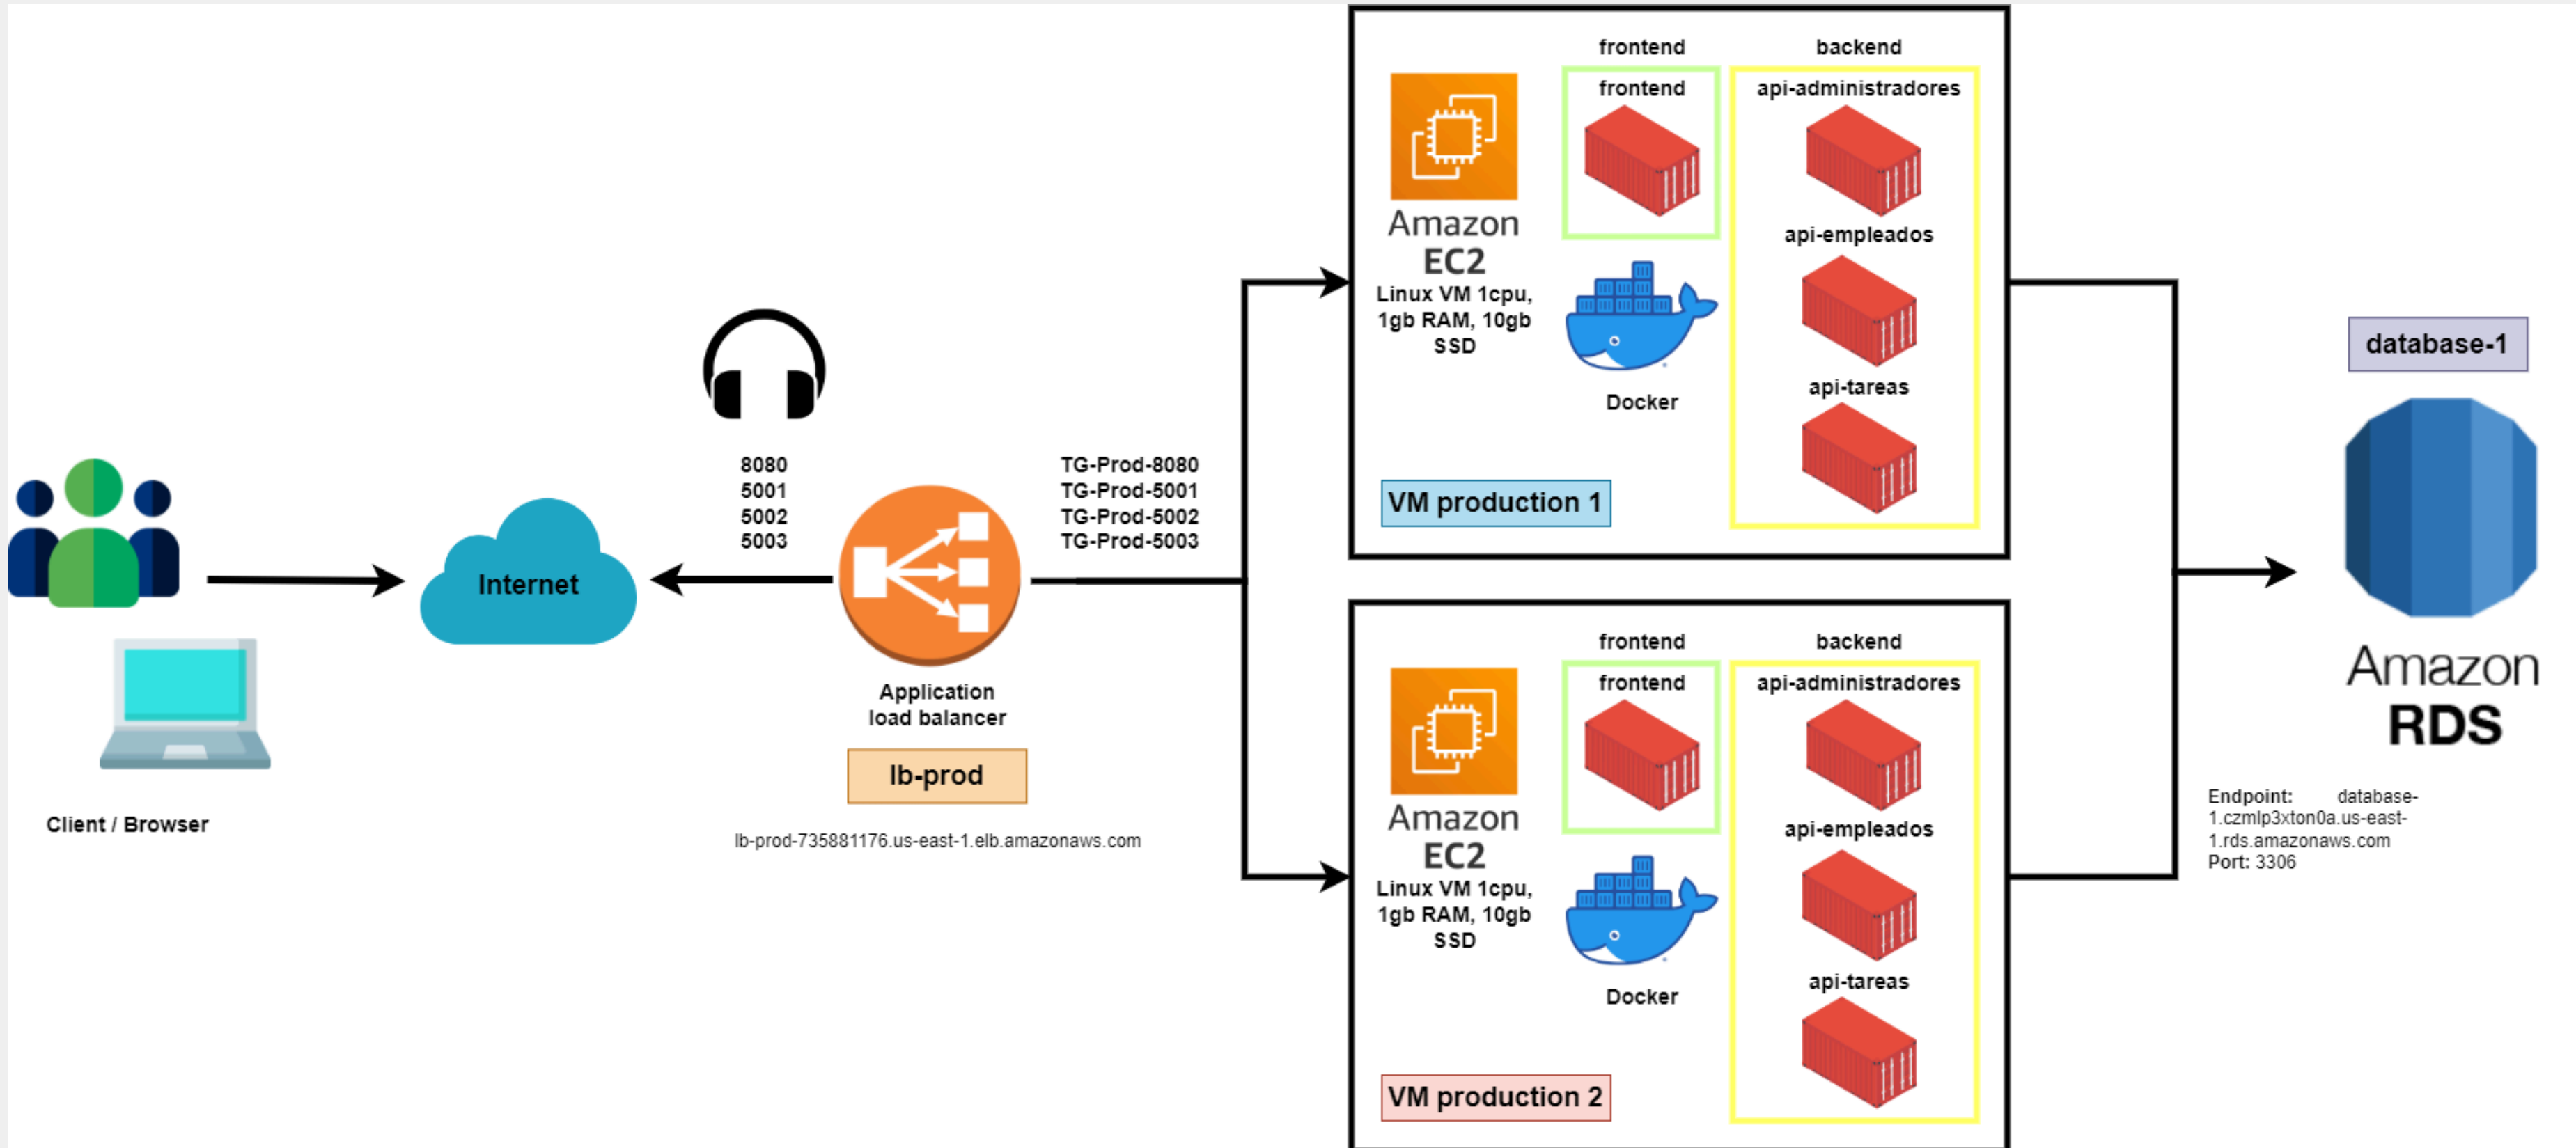 Client / Browser
Internet
8080
5001
5002
5003
Application
load balancer
lb-prod
lb-prod-735881176.us-east-1.elb.amazonaws.com
TG-Prod-8080
TG-Prod-5001
TG-Prod-5002
TG-Prod-5003
Amazon
EC2
Linux VM 1cpu,
1gb RAM, 10gb
SSD
VM production 1
frontend
frontend
Docker
backend
api-administradores
api-empleados
api-tareas
Amazon
EC2
Linux VM 1cpu,
1gb RAM, 10gb
SSD
VM production 2
frontend
frontend
Docker
backend
api-administradores
api-empleados
api-tareas
database-1
Amazon
RDS
Endpoint: database-
1.czmlp3xton0a.us-east-
1.rds.amazonaws.com
Port: 3306